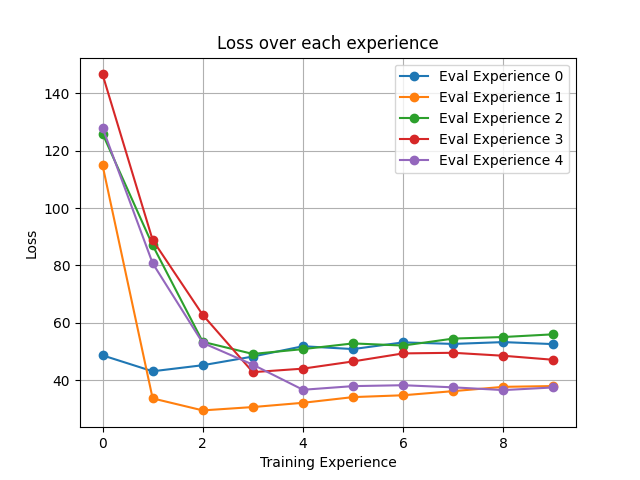 Loss over each experience
Eval Experience 0
Eval Experience 1
Eval Experience 2
Eval Experience 3
Eval Experience 4
Loss
140
120
100
80
60
40
0 2 4 6 8
Training Experience